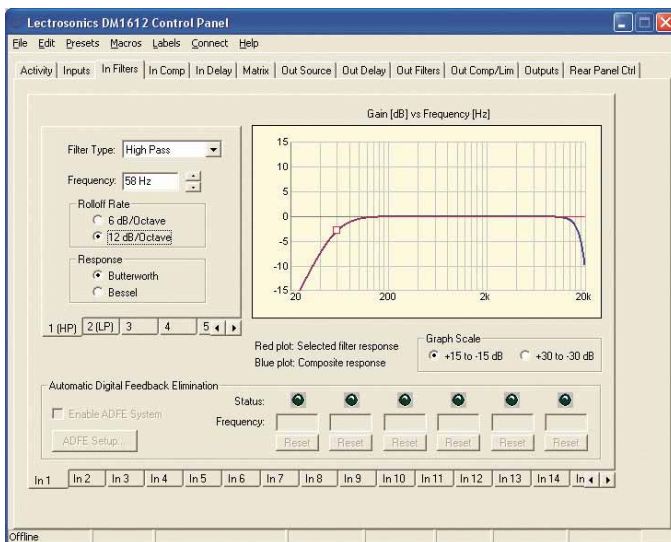 Lectrosonics DM1612 Control Panel
File Edit Presets Macros Labels Connect Help
Activity Inputs In Filters In Comp In Delay Matrix Out Source Out Delay Out Filters Out Comp/Lim Outputs Rear Panel Ctrl
Gain [dB] vs Frequency [Hz]
Filter Type: High Pass
Frequency: 58 Hz
Rolloff Rate
6 dB/Octave
12 dB/Octave
Response
Butterworth
Bessel
1 (HP) 2 (LP) 3 4 5
15
10
5
0
-5
-10
-15
20 200 2k 20k
Red plot: Selected filter response
Blue plot: Composite response
Graph Scale
+15 to -15 dB +30 to -30 dB
Automatic Digital Feedback Elimination
Enable ADFE System
ADFE Setup...
Status:
Frequency:
Reset Reset Reset Reset Reset Reset
In 1 In 2 In 3 In 4 In 5 In 6 In 7 In 8 In 9 In 10 In 11 In 12 In 13 In 14 In
Offline